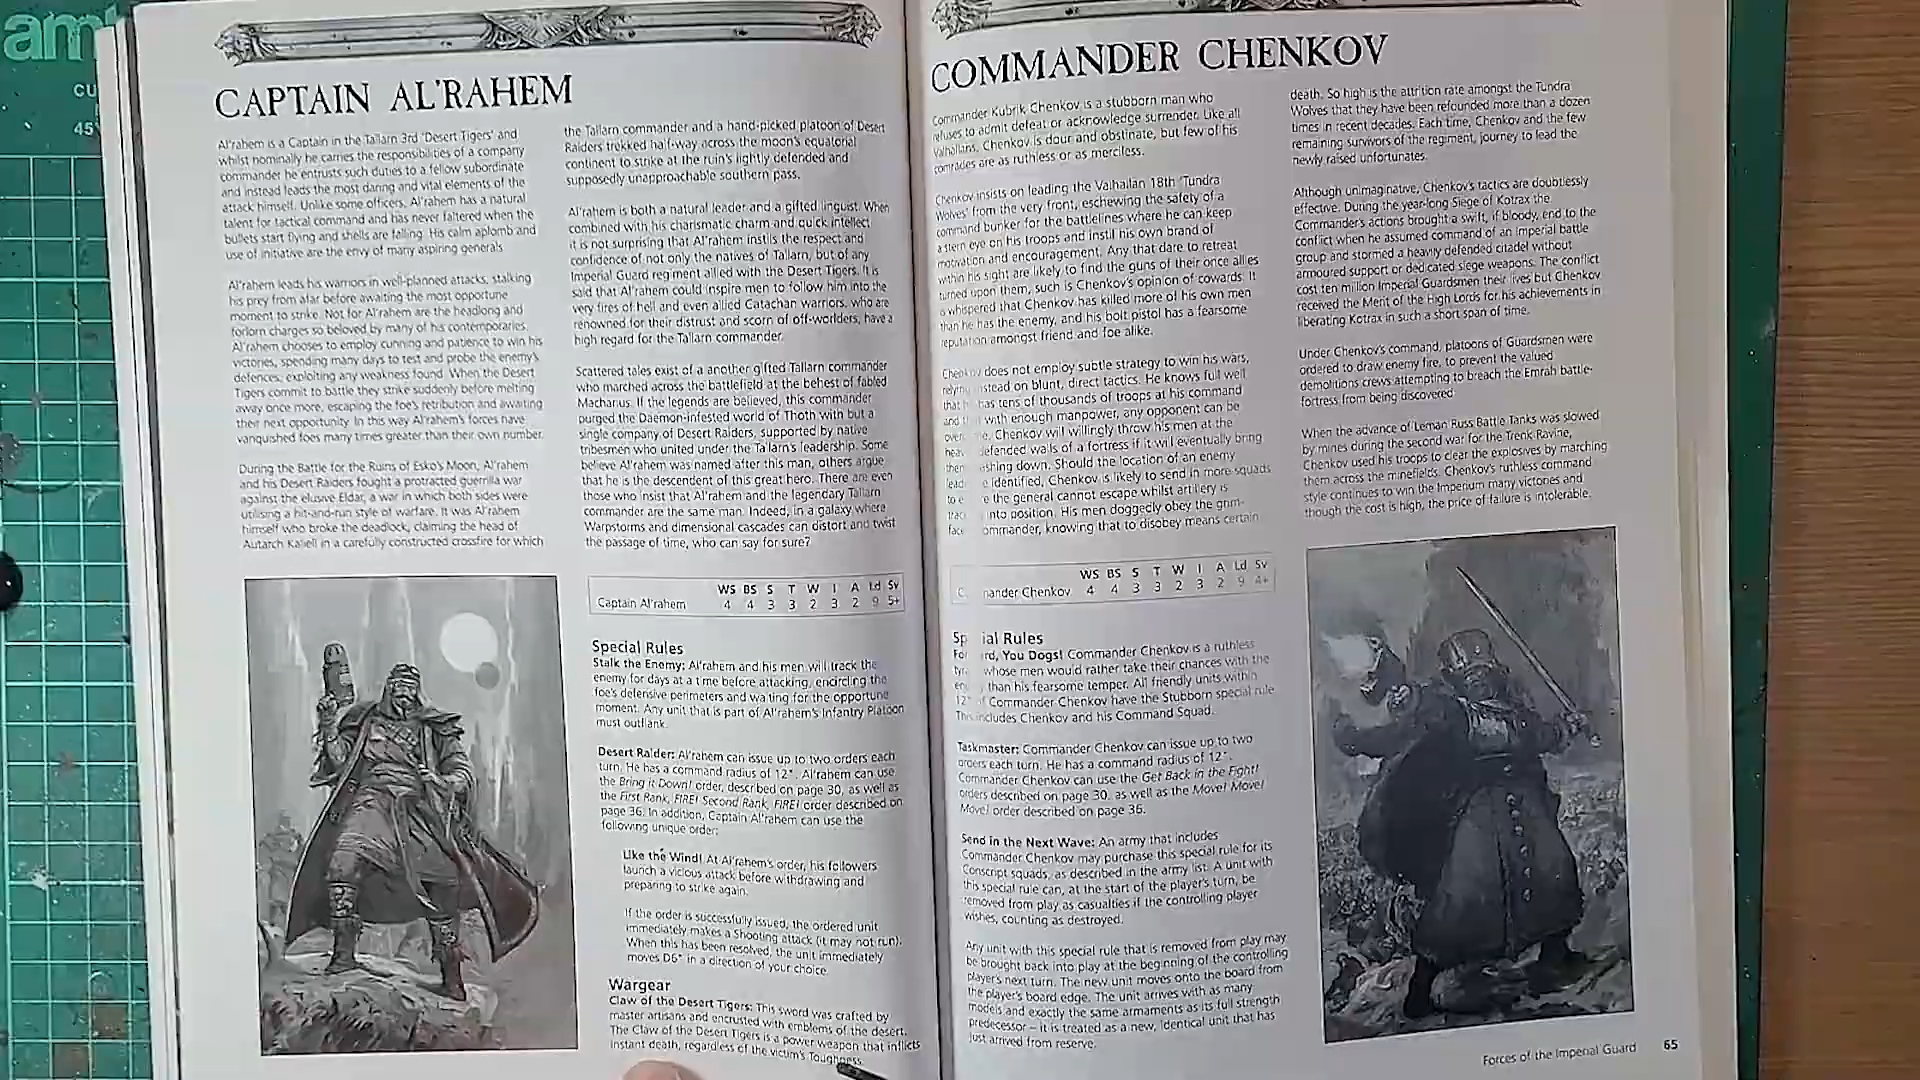 am
CU
45
CAPTAIN AL'RAHEM
Al'rahem is a Captain in the Tallarn 3rd 'Desert Tigers' and
whilst nominally he carries the responsibilities of a company
commander he entrusts such duties to a fellow subordinate
and instead leads the most daring and vital elements of the
attack himself. Unlike some officers, Al'rahem has a natural
talent for tactical command and has never faltered when the
bullets start flying and shells are falling. His calm aplomb and
use of initiative are the envy of many aspiring generals
Al'rahem leads his warriors in well-planned attacks, stalking
his prey from afar before awaiting the most opportune
moment to strike. Not for Al'rahem are the headlong and
forlorn charges so beloved by many of his contemporaries.
Al'rahem chooses to employ cunning and patience to win his
victories, spending many days to test and probe the enemy's
defences, exploiting any weakness found. When the Desert
Tigers commit to battle they strike suddenly before melting
away once more, escaping the foe's retribution and awaiting
their next opportunity. In this way Al'rahem's forces have
vanquished foes many times greater than their own number.
During the Battle for the Ruins of Esko's Moon, Al'rahem
and his Desert Raiders fought a protracted guerrilla war
against the elusive Eldar, a war in which both sides were
utilising a hit-and-run style of warfare. It was Al'rahem
himself who broke the deadlock, claiming the head of
Autarch Kaliell in a carefully constructed crossfire for which
the Tallarn commander and a hand-picked platoon of Desert
Raiders trekked half-way across the moon's equatorial
continent to strike at the ruin's lightly defended and
supposedly unapproachable southern pass.
Al'rahem is both a natural leader and a gifted linguist. When
combined with his charismatic charm and quick intellect
it is not surprising that Al'rahem instils the respect and
confidence of not only the natives of Tallarn, but of any
Imperial Guard regiment allied with the Desert Tigers. It is
said that Al'rahem could inspire men to follow him into the
very fires of hell and even allied Catachan warriors, who are
renowned for their distrust and scorn of off-worlders, have a
high regard for the Tallarn commander.
Scattered tales exist of a another gifted Tallarn commander
who marched across the battlefield at the behest of fabled
Macharius. If the legends are believed, this commander
purged the Daemon-infested world of Thoth with but a
single company of Desert Raiders, supported by native
tribesmen who united under the Tallarn's leadership. Some
believe Al'rahem was named after this man, others argue
that he is the descendent of this great hero. There are even
those who insist that Al'rahem and the legendary Tallarn
commander are the same man. Indeed, in a galaxy where
Warpstorms and dimensional cascades can distort and twist
the passage of time, who can say for sure?
WS BS S T W I A Ld Sv
Captain Al'rahem 4 4 3 3 2 3 2 9 5+
Special Rules
Stalk the Enemy: Al'rahem and his men will track the
enemy for days at a time before attacking, encircling the
foe's defensive perimeters and waiting for the opportune
moment. Any unit that is part of Al'rahem's Infantry Platoon
must outflank.
Desert Raider: Al'rahem can issue up to two orders each
turn. He has a command radius of 12". Al'rahem can use
the Bring it Down! order, described on page 30, as well as
the First Rank, FIRE! Second Rank, FIRE! order described on
page 36. In addition, Captain Al'rahem can use the
following unique order:
Like the Wind! At Al'rahem's order, his followers
launch a vicious attack before withdrawing and
preparing to strike again.
If the order is successfully issued, the ordered unit
immediately makes a Shooting attack (it may not run).
When this has been resolved, the unit immediately
moves D6" in a direction of your choice.
Wargear
Claw of the Desert Tigers: This sword was crafted by
master artisans and encrusted with emblems of the desert.
The Claw of the Desert Tigers is a power weapon that inflicts
instant death, regardless of the victim's Toughness.
COMMANDER CHENKOV
Commander Kubrik Chenkov is a stubborn man who
refuses to admit defeat or acknowledge surrender. Like all
Valhallans, Chenkov is dour and obstinate, but few of his
comrades are as ruthless or as merciless.
Chenkov insists on leading the Valhallan 18th 'Tundra
Wolves' from the very front, eschewing the safety of a
command bunker for the battlelines where he can keep
a stern eye on his troops and instil his own brand of
motivation and encouragement. Any that dare to retreat
within his sight are likely to find the guns of their once allies
turned upon them, such is Chenkov's opinion of cowards. It
is whispered that Chenkov has killed more of his own men
than he has the enemy, and his bolt pistol has a fearsome
reputation amongst friend and foe alike.
Chenkov does not employ subtle strategy to win his wars,
relying instead on blunt, direct tactics. He knows full well
that h has tens of thousands of troops at his command
and with enough manpower, any opponent can be
over e. Chenkov will willingly throw his men at the
heav defended walls of a fortress if it will eventually bring
them ashing down. Should the location of an enemy
lead e identified, Chenkov is likely to send in more squads
to e e the general cannot escape whilst artillery is
into position. His men doggedly obey the grim-
face ommander, knowing that to disobey means certain
death. So high is the attrition rate amongst the Tundra
Wolves that they have been refounded more than a dozen
times in recent decades. Each time, Chenkov and the few
remaining survivors of the regiment, journey to lead the
newly raised unfortunates.
Although unimaginative, Chenkov's tactics are doubtlessly
effective. During the year-long Siege of Kotrax the
Commander's actions brought a swift, if bloody, end to the
conflict when he assumed command of an Imperial battle
group and stormed a heavily defended citadel without
armoured support or dedicated siege weapons. The conflict
cost ten million Imperial Guardsmen their lives but Chenkov
received the Merit of the High Lords for his achievements in
liberating Kotrax in such a short span of time.
Under Chenkov's command, platoons of Guardsmen were
ordered to draw enemy fire, to prevent the valued
demolitions crews attempting to breach the Emrah battle-
fortress from being discovered
When the advance of Leman Russ Battle Tanks was slowed
by mines during the second war for the Trenk Ravine,
Chenkov used his troops to clear the explosives by marching
them across the minefields. Chenkov's ruthless command
style continues to win the Imperium many victories and
though the cost is high, the price of failure is intolerable.
WS BS S T W I A Ld Sv
C nander Chenkov 4 4 3 3 2 3 2 9 4+
Sp ial Rules
For rd, You Dogs! Commander Chenkov is a ruthless
whose men would rather take their chances with the
en than his fearsome temper. All friendly units within
12" of Commander Chenkov have the Stubborn special rule
This includes Chenkov and his Command Squad.
Taskmaster: Commander Chenkov can issue up to two
orders each turn. He has a command radius of 12".
Commander Chenkov can use the Get Back in the Fight!
orders described on page 30, as well as the Move! Move!
Move! order described on page 36.
Send in the Next Wave: An army that includes
Commander Chenkov may purchase this special rule for its
Conscript squads, as described in the army list. A unit with
this special rule can, at the start of the player's turn, be
removed from play as casualties if the controlling player
wishes, counting as destroyed.
Any unit with this special rule that is removed from play may
be brought back into play at the beginning of the controlling
player's next turn. The new unit moves onto the board from
the player's board edge. The unit arrives with as many
models and exactly the same armaments as its full strength
predecessor – it is treated as a new, identical unit that has
just arrived from reserve.
Forces of the Imperial Guard 65